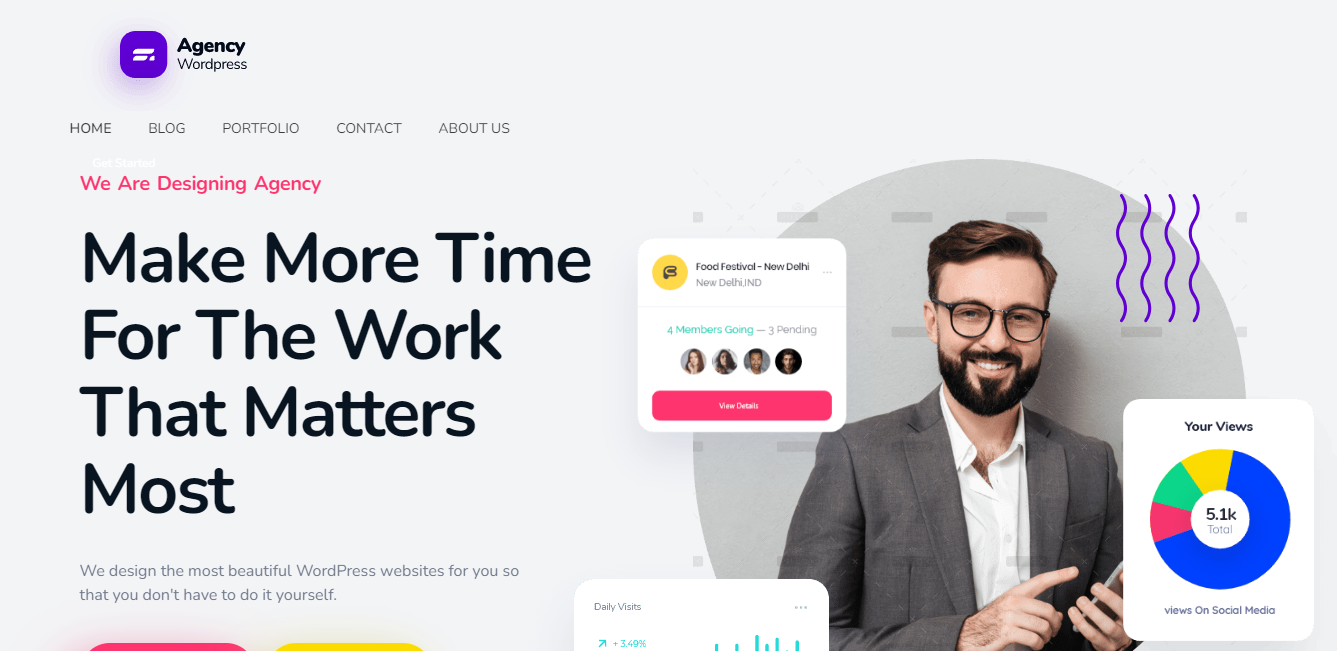 Agency
Wordpress
HOME BLOG PORTFOLIO CONTACT ABOUT US
Get Started
We Are Designing Agency
Make More Time
For The Work
That Matters
Most
We design the most beautiful WordPress websites for you so
that you don't have to do it yourself.
Food Festival - New Delhi
New Delhi,IND
4 Members Going — 3 Pending
View Details
Your Views
5.1k
Total
views On Social Media
Daily Visits
+ 3.49%